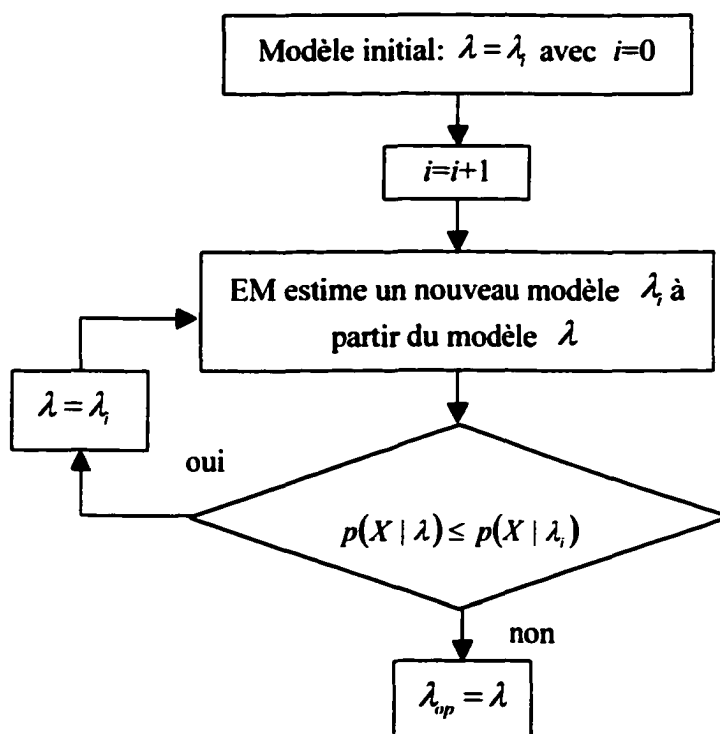 Modèle initial: λ = λᵢ avec i=0
i=i+1
EM estime un nouveau modèle λᵢ à
partir du modèle λ
λ = λᵢ
oui
p(X | λ) ≤ p(X | λᵢ)
non
λ_op = λ